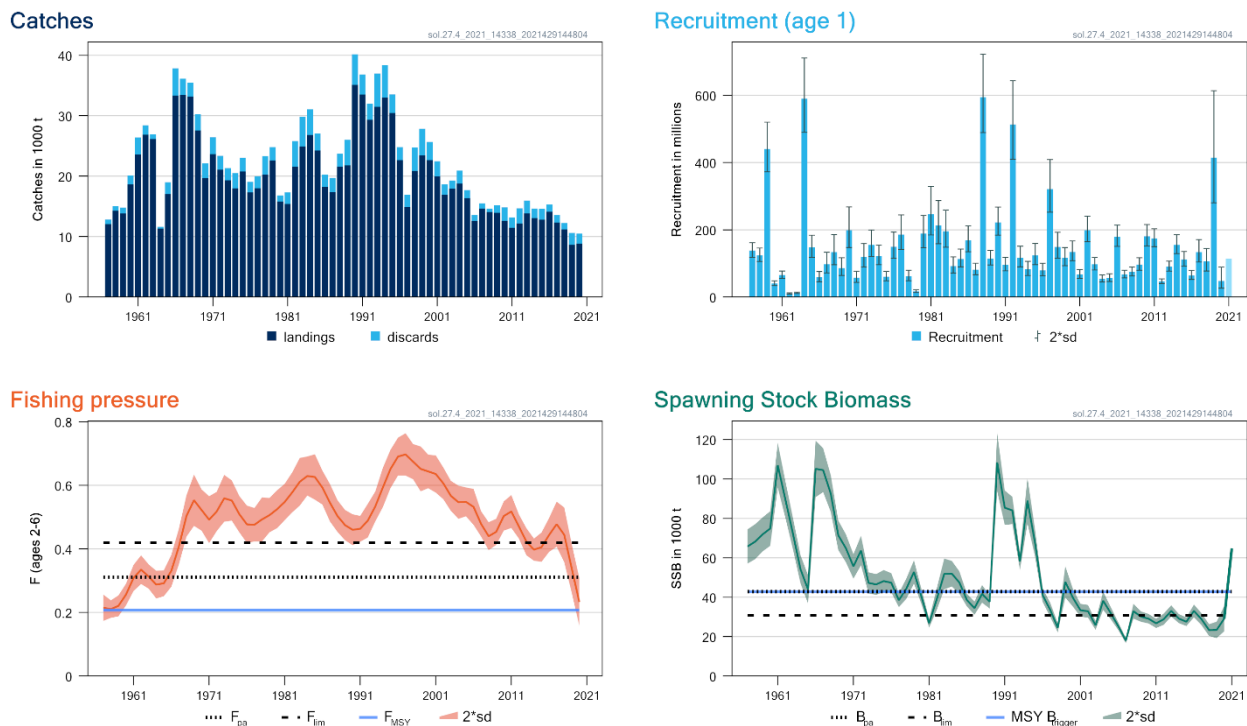 Catches
sol.27.4_2021_14338_2021429144804
Catches in 1000 t
40
30
20
10
0
1961 1971 1981 1991 2001 2011 2021
landings discards
Recruitment (age 1)
sol.27.4_2021_14338_2021429144804
Recruitment in millions
600
400
200
0
1961 1971 1981 1991 2001 2011 2021
Recruitment 2*sd
Fishing pressure
sol.27.4_2021_14338_2021429144804
F (ages 2-6)
0.8
0.6
0.4
0.2
0
1961 1971 1981 1991 2001 2011 2021
Fpa Flim FMSY 2*sd
Spawning Stock Biomass
sol.27.4_2021_14338_2021429144804
SSB in 1000 t
120
100
80
60
40
20
0
1961 1971 1981 1991 2001 2011 2021
Bpa Blim MSY Btrigger 2*sd